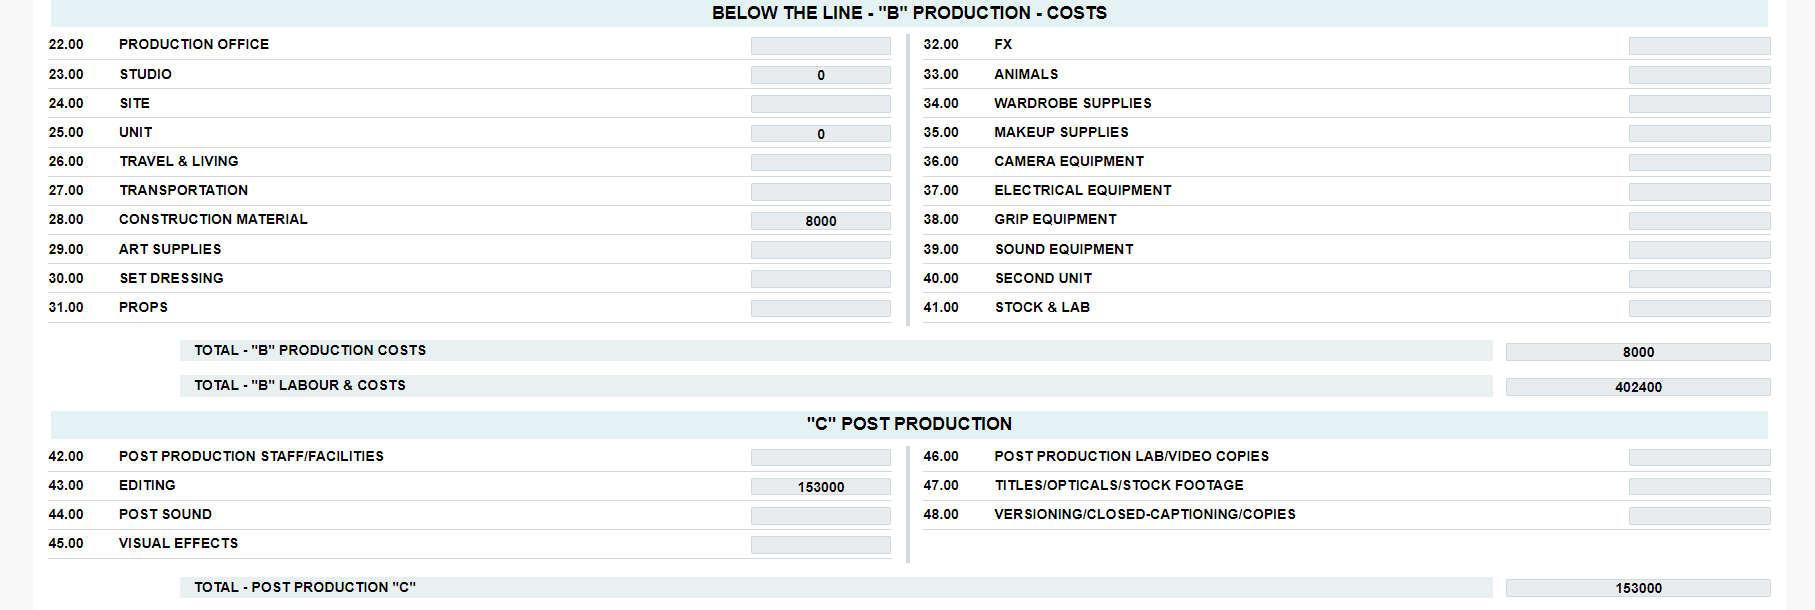 BELOW THE LINE - "B" PRODUCTION - COSTS
22.00 PRODUCTION OFFICE
32.00 FX
23.00 STUDIO 0
33.00 ANIMALS
24.00 SITE
34.00 WARDROBE SUPPLIES
25.00 UNIT 0
35.00 MAKEUP SUPPLIES
26.00 TRAVEL & LIVING
36.00 CAMERA EQUIPMENT
27.00 TRANSPORTATION
37.00 ELECTRICAL EQUIPMENT
28.00 CONSTRUCTION MATERIAL 8000
38.00 GRIP EQUIPMENT
29.00 ART SUPPLIES
39.00 SOUND EQUIPMENT
30.00 SET DRESSING
40.00 SECOND UNIT
31.00 PROPS
41.00 STOCK & LAB
TOTAL - "B" PRODUCTION COSTS 8000
TOTAL - "B" LABOUR & COSTS 402400
"C" POST PRODUCTION
42.00 POST PRODUCTION STAFF/FACILITIES
46.00 POST PRODUCTION LAB/VIDEO COPIES
43.00 EDITING 153000
47.00 TITLES/OPTICALS/STOCK FOOTAGE
44.00 POST SOUND
48.00 VERSIONING/CLOSED-CAPTIONING/COPIES
45.00 VISUAL EFFECTS
TOTAL - POST PRODUCTION "C" 153000